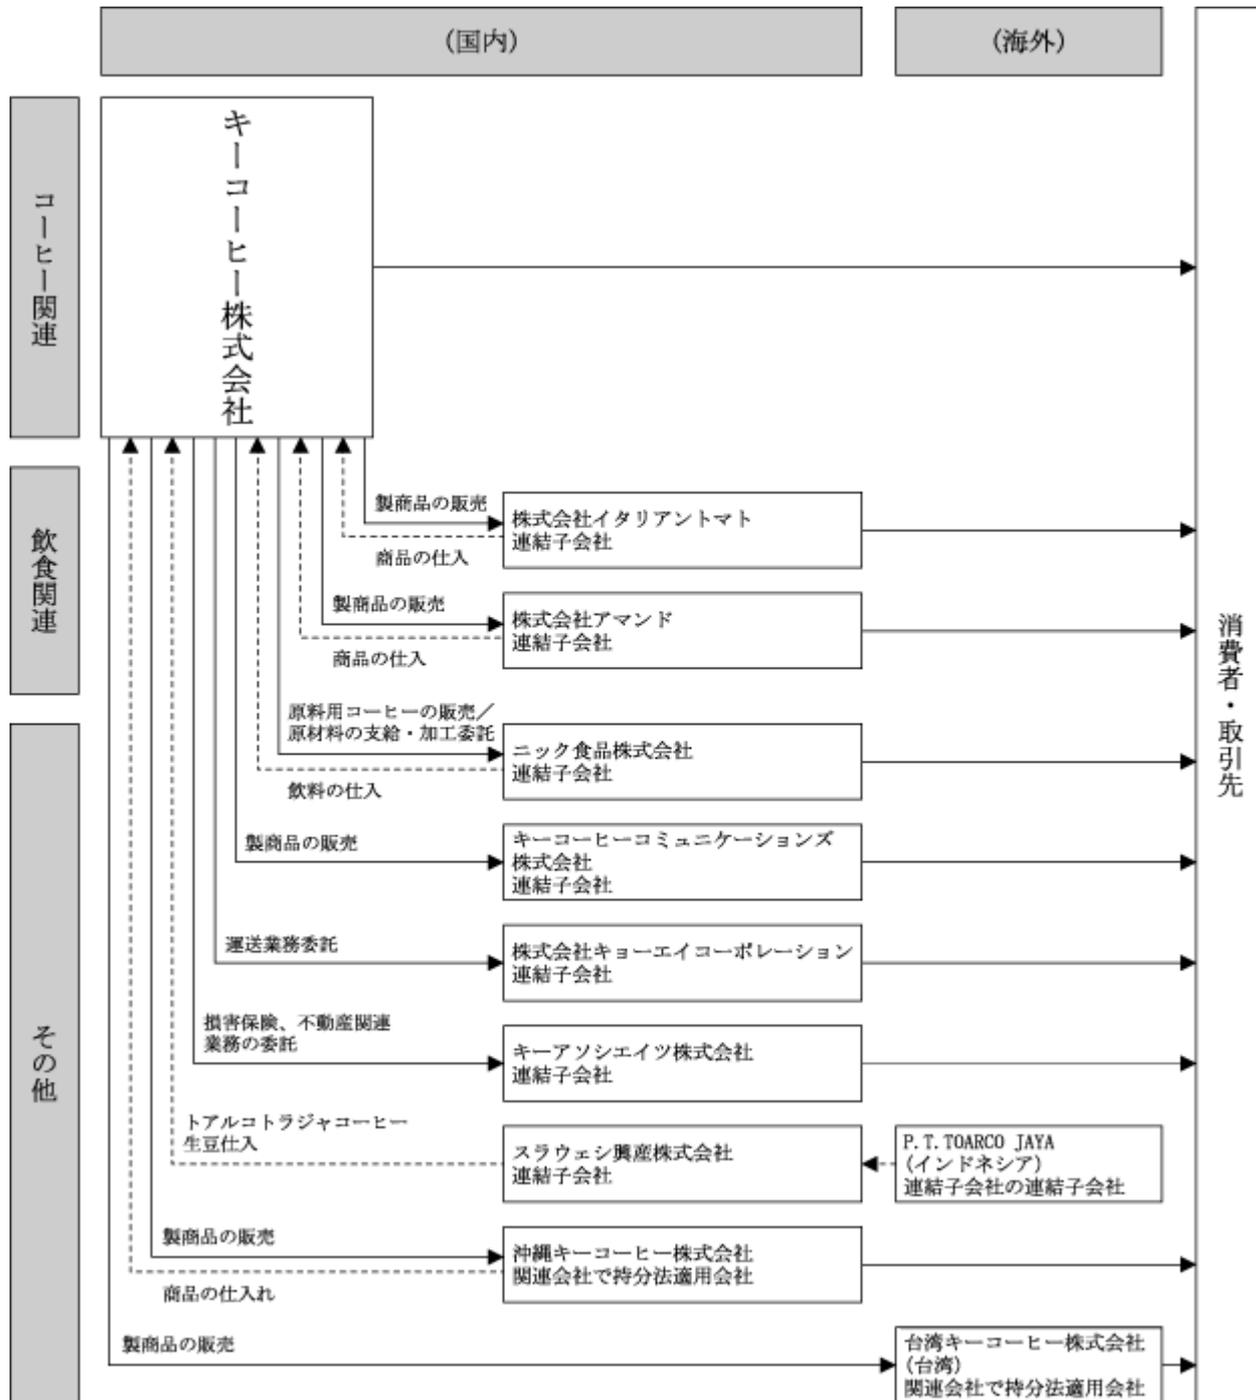 (国内)
(海外)
コーヒー関連
キーコーヒー株式会社
飲食関連
製商品の販売
株式会社イタリアントマト
連結子会社
商品の仕入
製商品の販売
株式会社アマンド
連結子会社
商品の仕入
消費者・取引先
その他
原料用コーヒーの販売／
原材料の支給・加工委託
ニック食品株式会社
連結子会社
飲料の仕入
製商品の販売
キーコーヒーコミュニケーションズ
株式会社
連結子会社
運送業務委託
株式会社キョーエイコーポレーション
連結子会社
損害保険、不動産関連
業務の委託
キーアソシエイツ株式会社
連結子会社
トアルコトラジャコーヒー
生豆仕入
スラウェシ興産株式会社
連結子会社
P.T.TOARCO JAYA
(インドネシア)
連結子会社の連結子会社
製商品の販売
沖縄キーコーヒー株式会社
関連会社で持分法適用会社
商品の仕入れ
製商品の販売
台湾キーコーヒー株式会社
(台湾)
関連会社で持分法適用会社